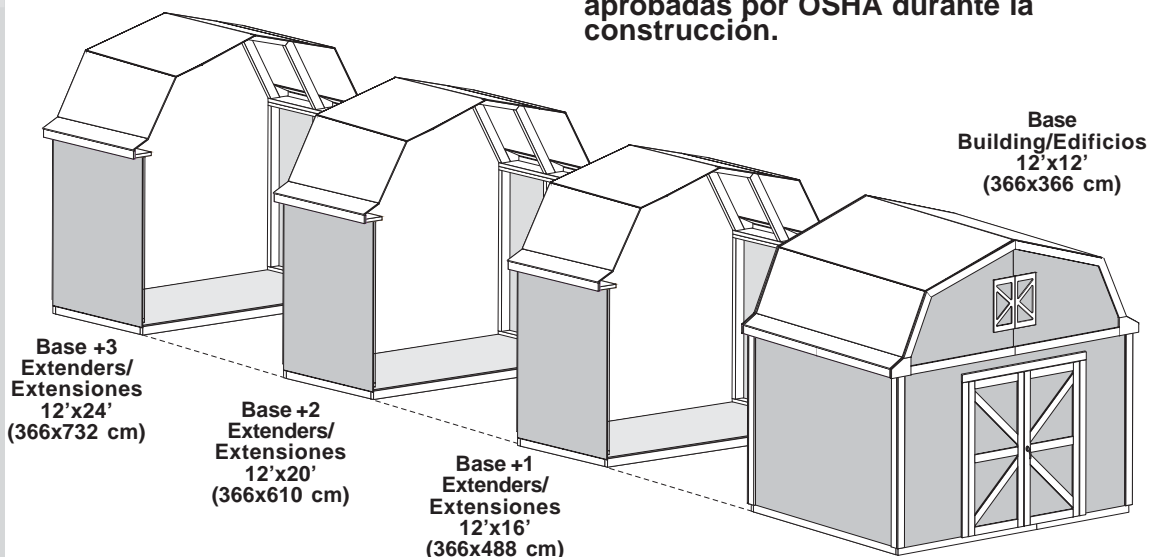 aprobadas por OSHA durante la
construcción.
Base
Building/Edificios
12’x12’
(366x366 cm)
Base +3
Extenders/
Extensiones
12’x24’
(366x732 cm)
Base +2
Extenders/
Extensiones
12’x20’
(366x610 cm)
Base +1
Extenders/
Extensiones
12’x16’
(366x488 cm)